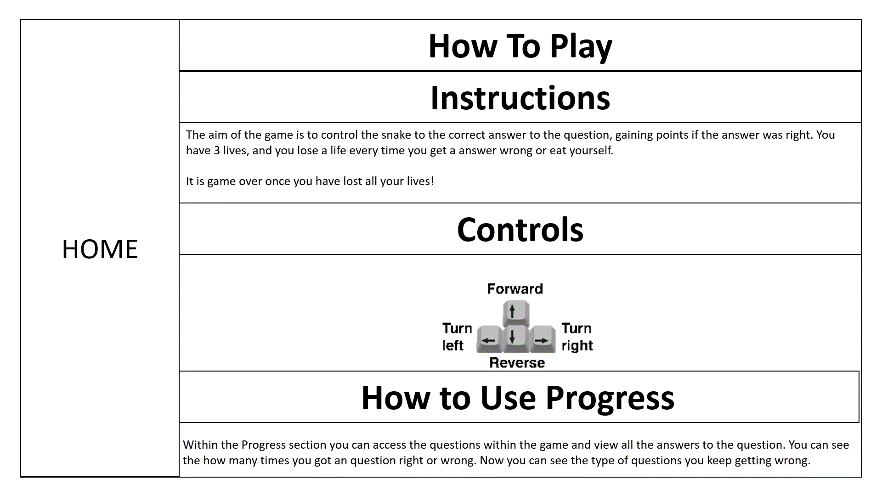 How To Play
Instructions
The aim of the game is to control the snake to the correct answer to the question, gaining points if the answer was right. You
have 3 lives, and you lose a life every time you get a answer wrong or eat yourself.
It is game over once you have lost all your lives!
HOME
Controls
Forward
Turn
left
Turn
right
Reverse
How to Use Progress
Within the Progress section you can access the questions within the game and view all the answers to the question. You can see
the how many times you got an question right or wrong. Now you can see the type of questions you keep getting wrong.